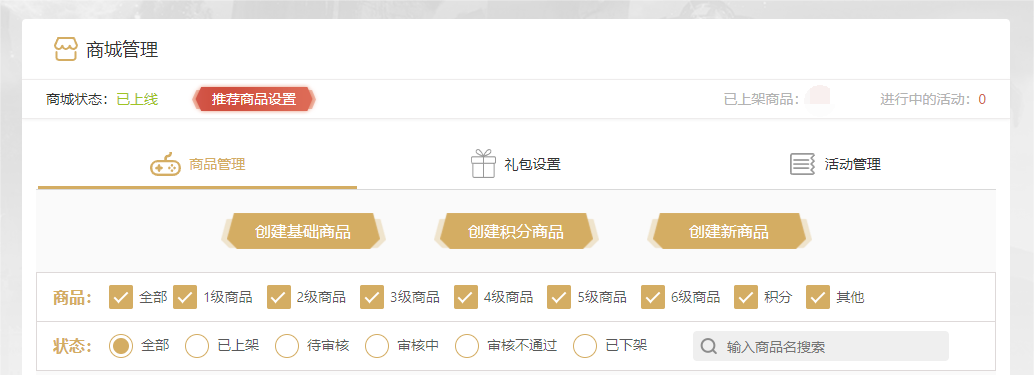 商城管理
商城状态：已上线 推荐商品设置 已上架商品： 进行中的活动：0
商品管理 礼包设置 活动管理
创建基础商品 创建积分商品 创建新商品
商品： 全部 1级商品 2级商品 3级商品 4级商品 5级商品 6级商品 积分 其他
状态： 全部 已上架 待审核 审核中 审核不通过 已下架 输入商品名搜索